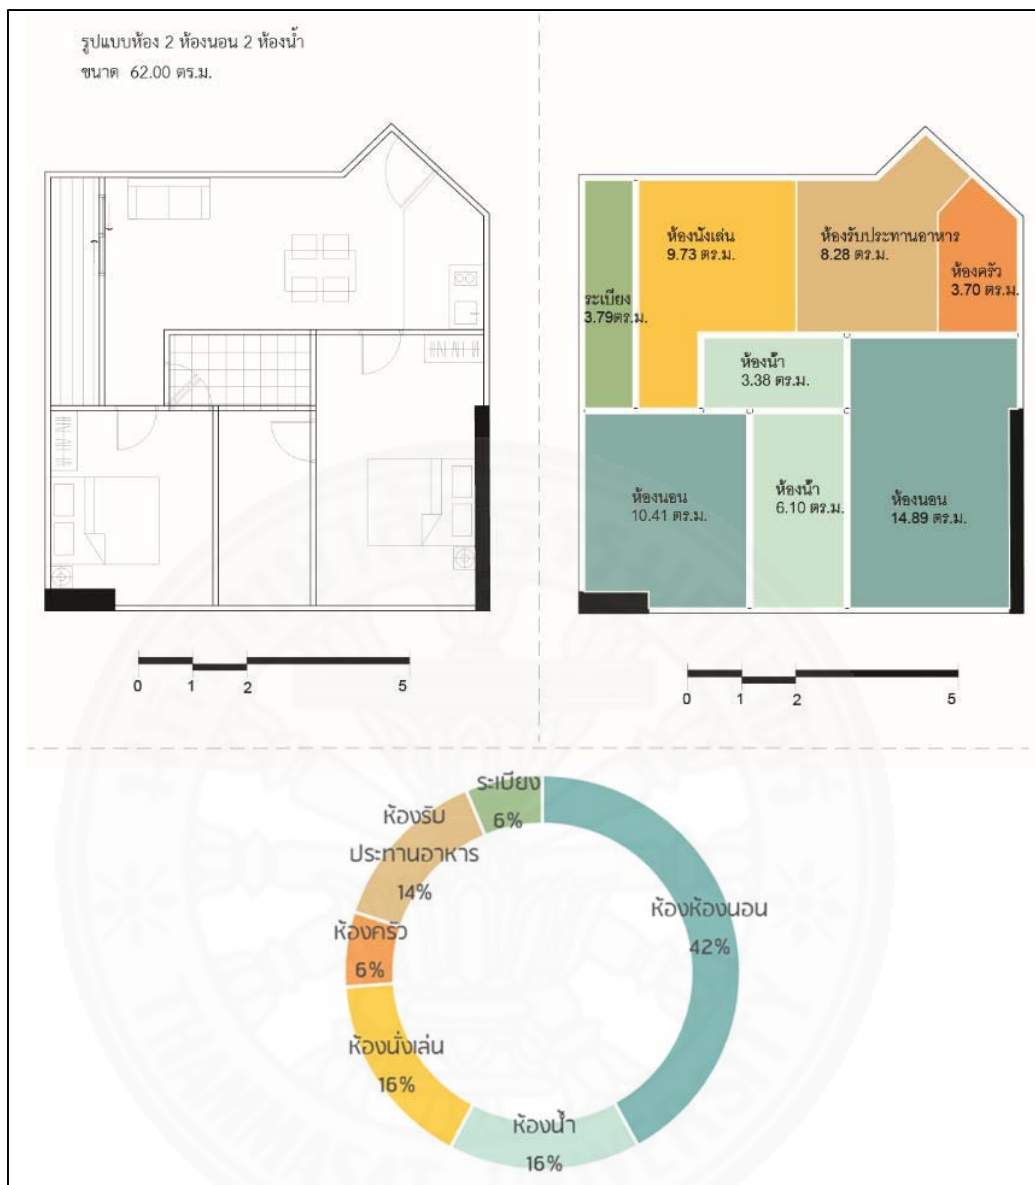 รูปแบบห้อง 2 ห้องนอน 2 ห้องน้ำ
ขนาด 62.00 ตร.ม.
ห้องนั่งเล่น
9.73 ตร.ม.
ห้องรับประทานอาหาร
8.28 ตร.ม.
ห้องครัว
3.70 ตร.ม.
ระเบียง
3.79ตร.ม.
ห้องน้ำ
3.38 ตร.ม.
ห้องนอน
10.41 ตร.ม.
ห้องน้ำ
6.10 ตร.ม.
ห้องนอน
14.89 ตร.ม.
0 1 2 5
0 1 2 5
ระเบียง
6%
ห้องรับ
ประทานอาหาร
14%
ห้องห้องนอน
42%
ห้องครัว
6%
ห้องนั่งเล่น
16%
ห้องน้ำ
16%
THAMMASAT UNIVERSITY